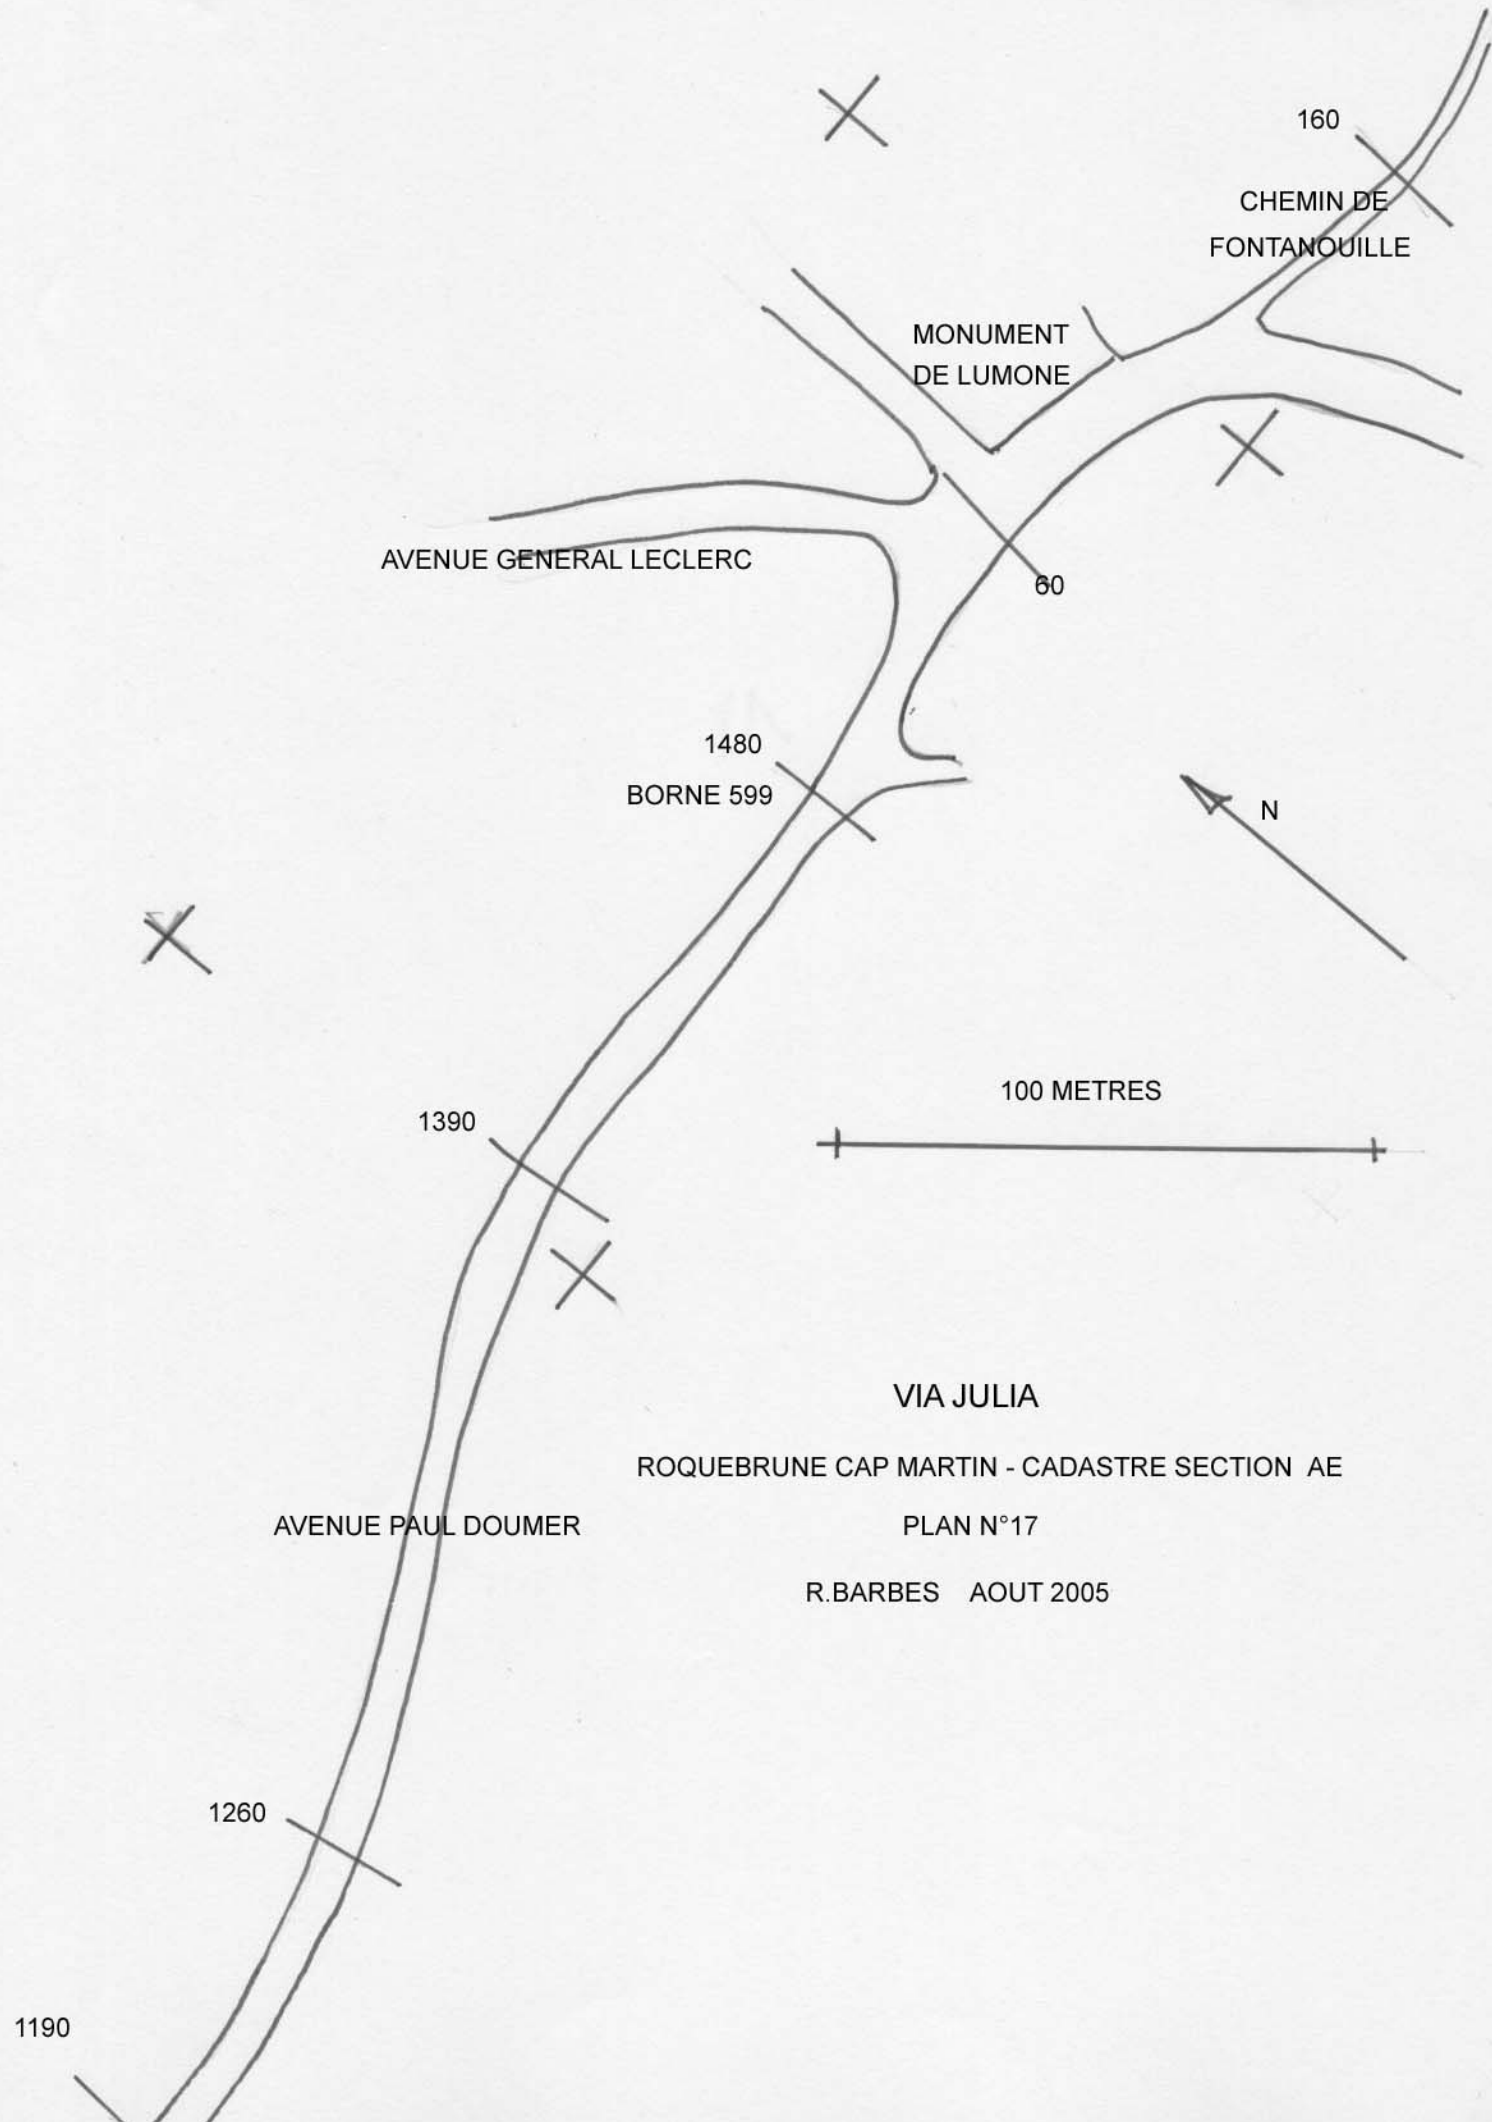 160
CHEMIN DE
FONTANOUILLE
MONUMENT
DE LUMONE
AVENUE GENERAL LECLERC
60
1480
BORNE 599
N
1390
100 METRES
VIA JULIA
ROQUEBRUNE CAP MARTIN - CADASTRE SECTION AE
AVENUE PAUL DOUMER
PLAN N°17
R.BARBES AOUT 2005
1260
1190